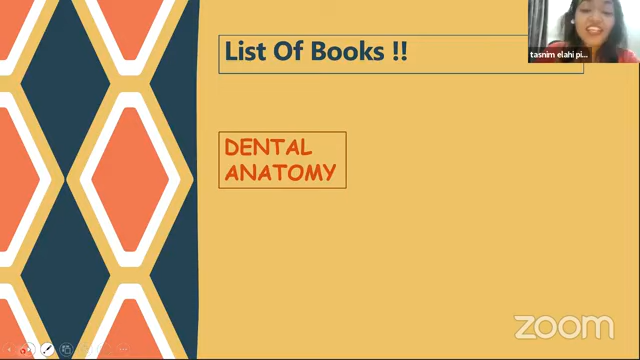 List Of Books !!
tasnim elahi pi...
DENTAL
ANATOMY
zoom